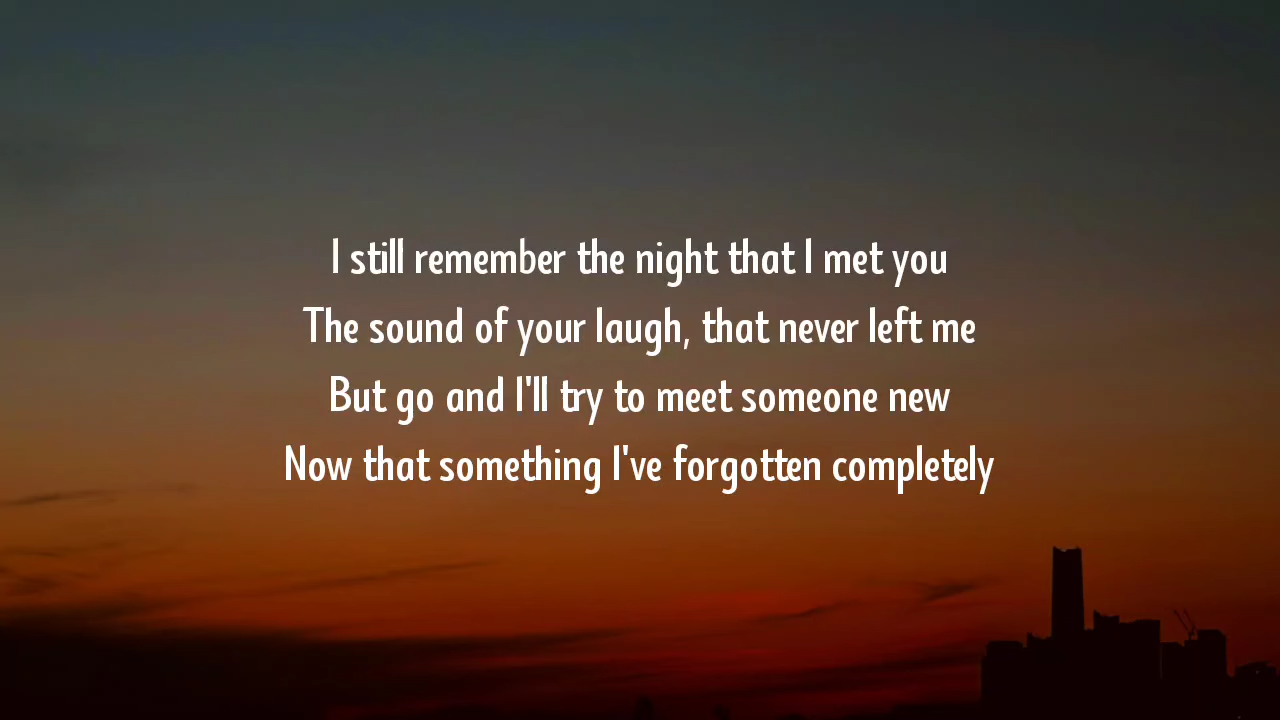 I still remember the night that I met you
The sound of your laugh, that never left me
But go and I'll try to meet someone new
Now that something I've forgotten completely